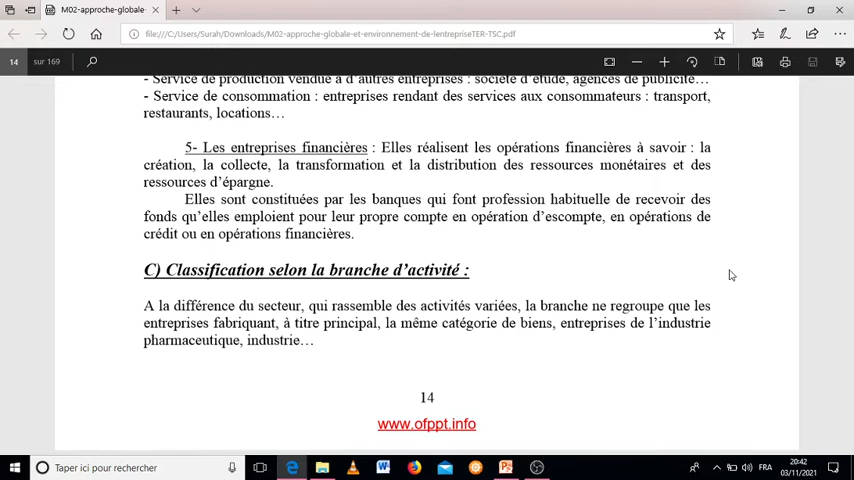 M02-approche-globale-
file:///C:/Users/Surah/Downloads/M02-approche-globale-et-environnement-de-lentrepriseTER-TSC.pdf
14 sur 169
- Service de production vendue à d'autres entreprises : société d'étude, agences de publicité…
- Service de consommation : entreprises rendant des services aux consommateurs : transport,
restaurants, locations…
5- Les entreprises financières : Elles réalisent les opérations financières à savoir : la
création, la collecte, la transformation et la distribution des ressources monétaires et des
ressources d'épargne.
Elles sont constituées par les banques qui font profession habituelle de recevoir des
fonds qu'elles emploient pour leur propre compte en opération d'escompte, en opérations de
crédit ou en opérations financières.
C) Classification selon la branche d'activité :
A la différence du secteur, qui rassemble des activités variées, la branche ne regroupe que les
entreprises fabriquant, à titre principal, la même catégorie de biens, entreprises de l'industrie
pharmaceutique, industrie…
14
www.ofppt.info
Taper ici pour rechercher
FRA
20:42
03/11/2021